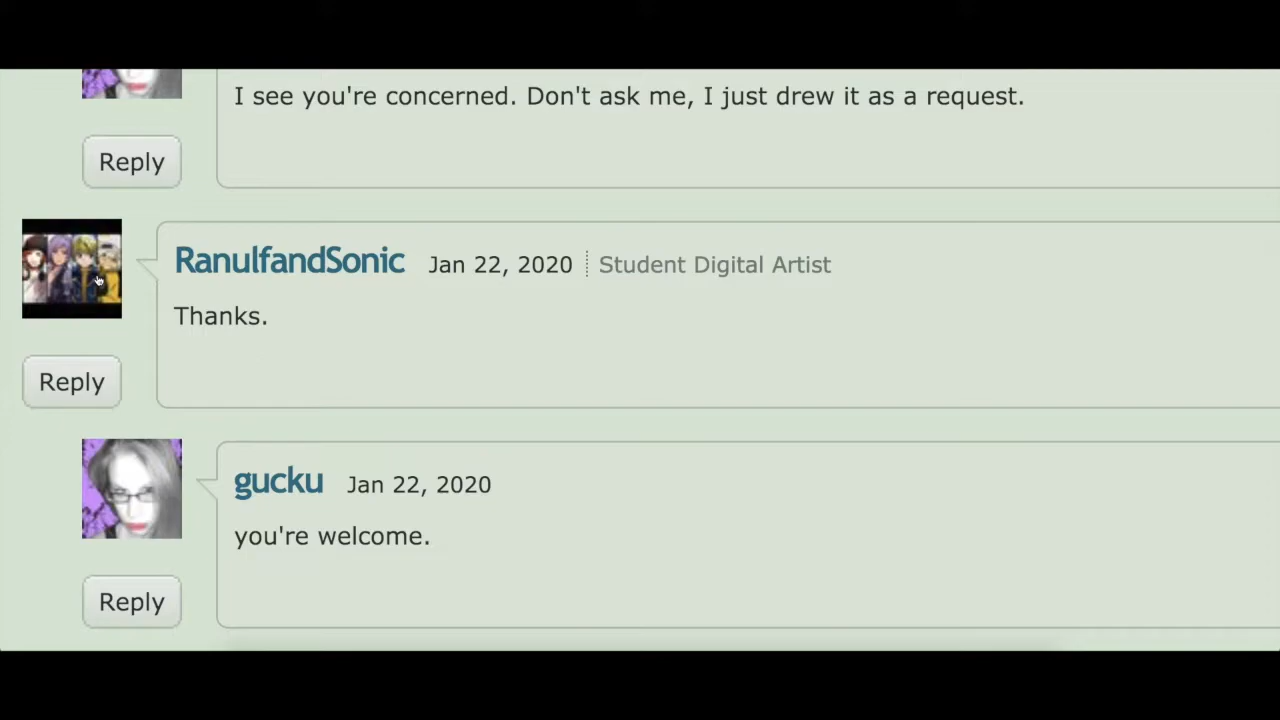 I see you're concerned. Don't ask me, I just drew it as a request.
Reply
RanulfandSonic Jan 22, 2020 Student Digital Artist
Thanks.
Reply
gucku Jan 22, 2020
you're welcome.
Reply